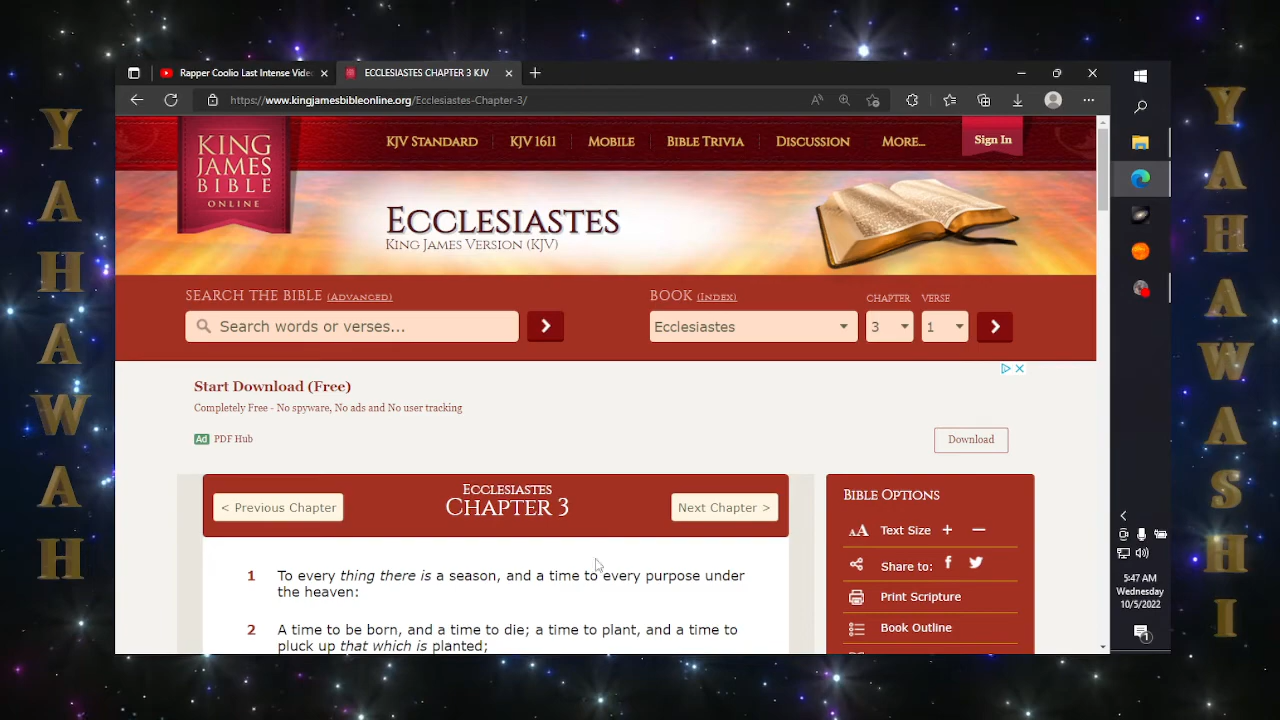 YAHAWAH
Rapper Coolio Last Intense Vide
ECCLESIASTES CHAPTER 3 KJV
https://www.kingjamesbibleonline.org/Ecclesiastes-Chapter-3/
KING
JAMES
BIBLE
ONLINE
KJV STANDARD
KJV 1611
MOBILE
BIBLE TRIVIA
DISCUSSION
MORE...
Sign In
ECCLESIASTES
KING JAMES VERSION (KJV)
SEARCH THE BIBLE (ADVANCED)
Search words or verses...
BOOK (INDEX)
CHAPTER
VERSE
Ecclesiastes
3
1
Start Download (Free)
Completely Free - No spyware, No ads and No user tracking
Ad PDF Hub
Download
< Previous Chapter
ECCLESIASTES
CHAPTER 3
Next Chapter >
1 To every thing there is a season, and a time to every purpose under
the heaven:
2 A time to be born, and a time to die; a time to plant, and a time to
pluck up that which is planted;
BIBLE OPTIONS
AA Text Size + −
Share to:
Print Scripture
Book Outline
5:47 AM
Wednesday
10/5/2022
1
YAHAWASHI